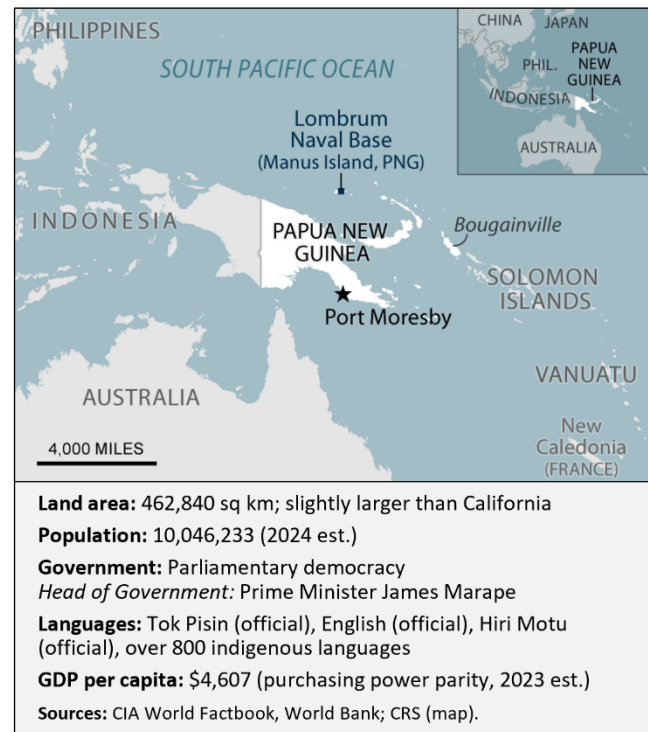 PHILIPPINES
SOUTH PACIFIC OCEAN
CHINA
JAPAN
PHIL.
PAPUA
NEW
GUINEA
INDONESIA
AUSTRALIA
Lombrum
Naval Base
(Manus Island, PNG)
INDONESIA
PAPUA NEW
GUINEA
Bougainville
SOLOMON
ISLANDS
Port Moresby
VANUATU
AUSTRALIA
New
Caledonia
(FRANCE)
4,000 MILES
Land area: 462,840 sq km; slightly larger than California
Population: 10,046,233 (2024 est.)
Government: Parliamentary democracy
Head of Government: Prime Minister James Marape
Languages: Tok Pisin (official), English (official), Hiri Motu
(official), over 800 indigenous languages
GDP per capita: $4,607 (purchasing power parity, 2023 est.)
Sources: CIA World Factbook, World Bank; CRS (map).